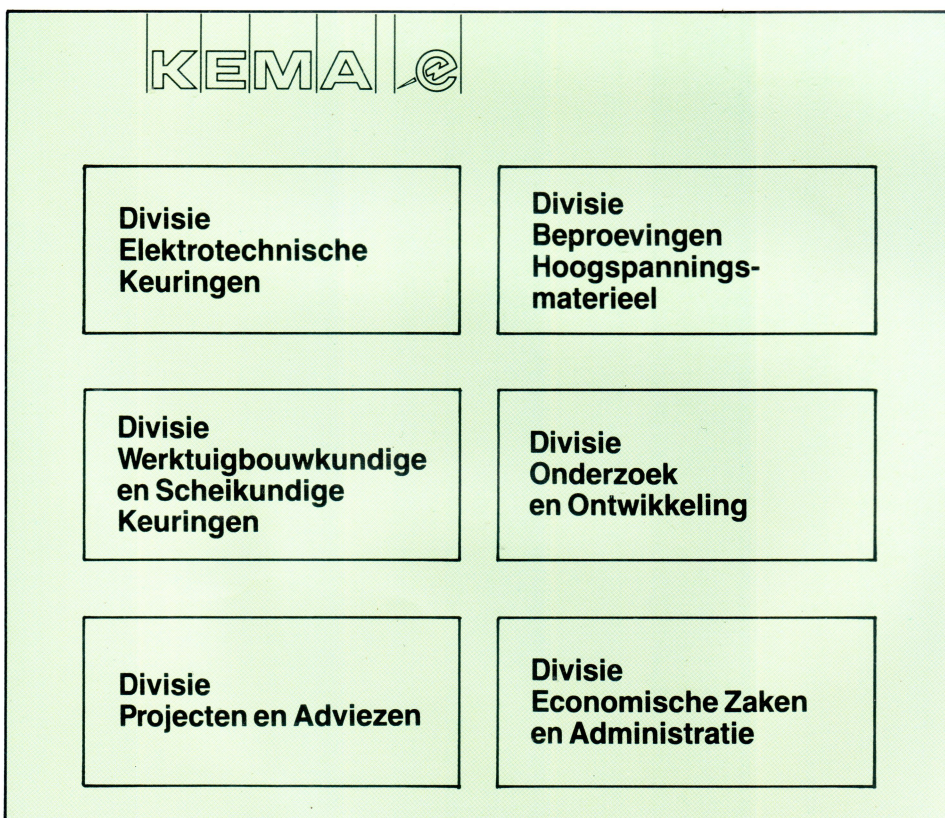 KEMA e
Divisie
Elektrotechnische
Keuringen
Divisie
Beproevingen
Hoogspannings-
materieel
Divisie
Werktuigbouwkundige
en Scheikundige
Keuringen
Divisie
Onderzoek
en Ontwikkeling
Divisie
Projecten en Adviezen
Divisie
Economische Zaken
en Administratie